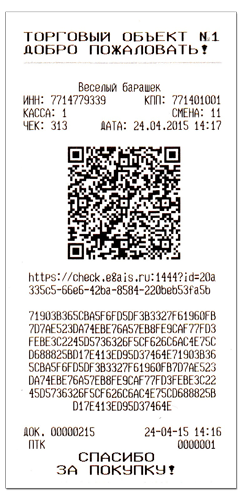 ТОРГОВЫЙ ОБЪЕКТ №1
ДОБРО ПОЖАЛОВАТЬ!
Веселый барашек
ИНН: 7714779339 КПП: 771401001
КАССА: 1 СМЕНА: 11
ЧЕК: 313 ДАТА: 24.04.2015 14:17
https://check.egais.ru:1444?id=20a
335c5-66e6-42ba-8584-220beb53fa5b
71903B365CBA5F6FD5DF3B3327F61960FB
7D7AE523DA74EBE76A57EB8FE9CAF77FD3
FEBE3C2245D5736326F5CF626C6AC4E75C
D688825BD17E413ED95D37464E71903B36
5CBA5F6FD5DF3B3327F61960FB7D7AE523
DA74EBE76A57EB8FE9CAF77FD3FEBE3C22
45D5736326F5CF626C6AC4E75CD688825B
D17E413ED95D37464E
ДОК. 00000215 24-04-15 14:16
ПТК 0000001
СПАСИБО
ЗА ПОКУПКУ!